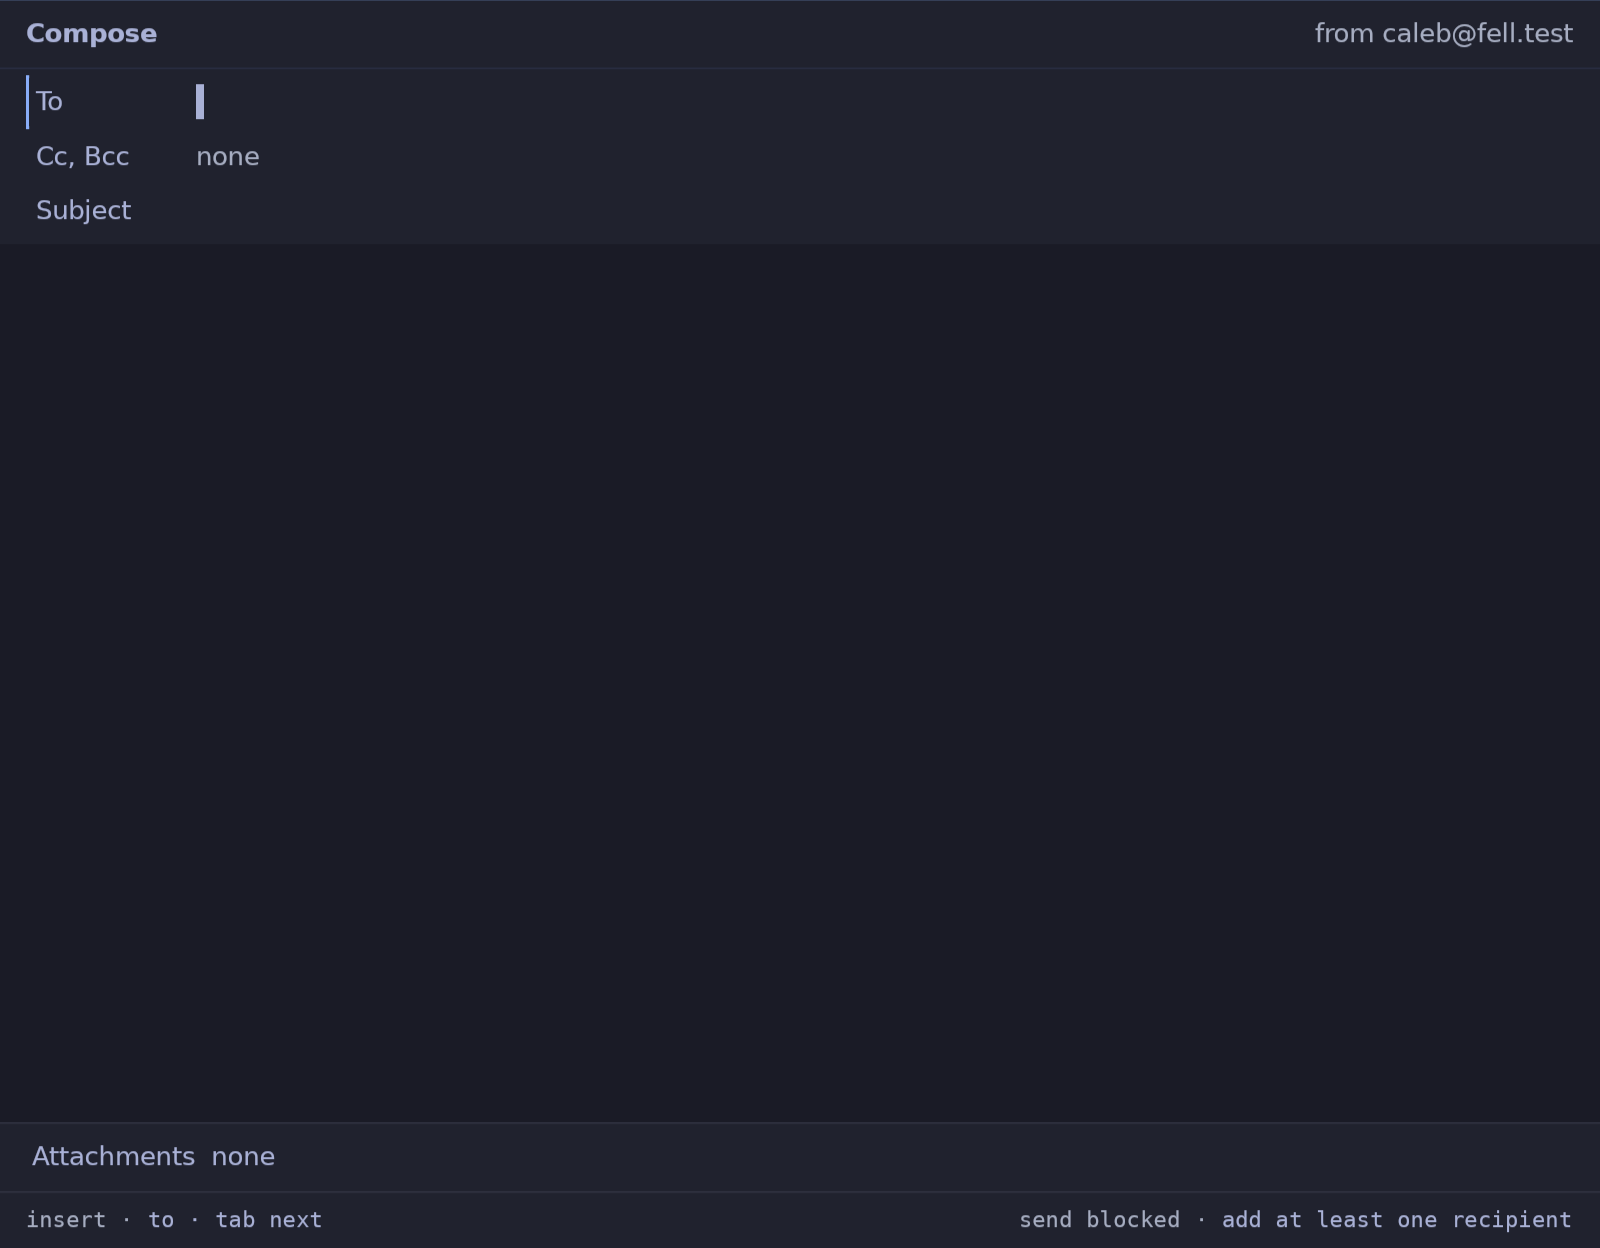 Compose from caleb@fell.test
To
Cc, Bcc none
Subject
Attachments none
insert · to · tab next send blocked · add at least one recipient